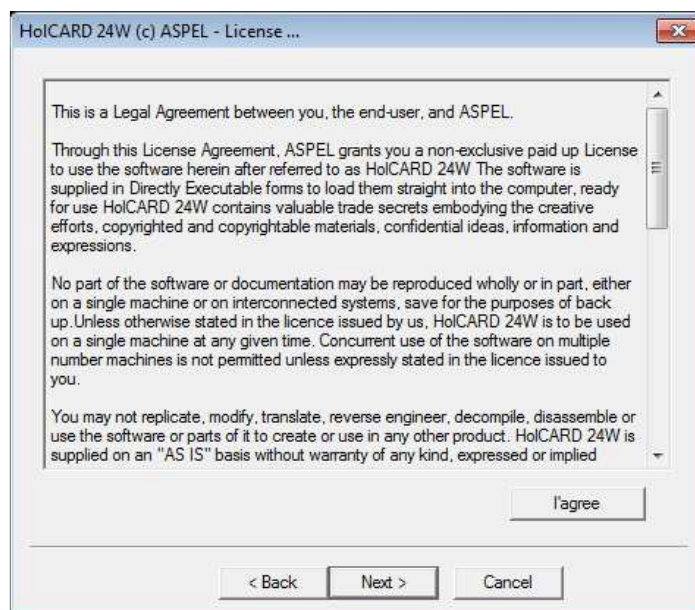 HolCARD 24W (c) ASPEL - License ...
This is a Legal Agreement between you, the end-user, and ASPEL.
Through this License Agreement, ASPEL grants you a non-exclusive paid up License
to use the software herein after referred to as HolCARD 24W The software is
supplied in Directly Executable forms to load them straight into the computer, ready
for use HolCARD 24W contains valuable trade secrets embodying the creative
efforts, copyrighted and copyrightable materials, confidential ideas, information and
expressions.
No part of the software or documentation may be reproduced wholly or in part, either
on a single machine or on interconnected systems, save for the purposes of back
up.Unless otherwise stated in the licence issued by us, HolCARD 24W is to be used
on a single machine at any given time. Concurrent use of the software on multiple
number machines is not permitted unless expressly stated in the licence issued to
you.
You may not replicate, modify, translate, reverse engineer, decompile, disassemble or
use the software or parts of it to create or use in any other product. HolCARD 24W is
supplied on an "AS IS" basis without warranty of any kind, expressed or implied
I'agree
< Back
Next >
Cancel